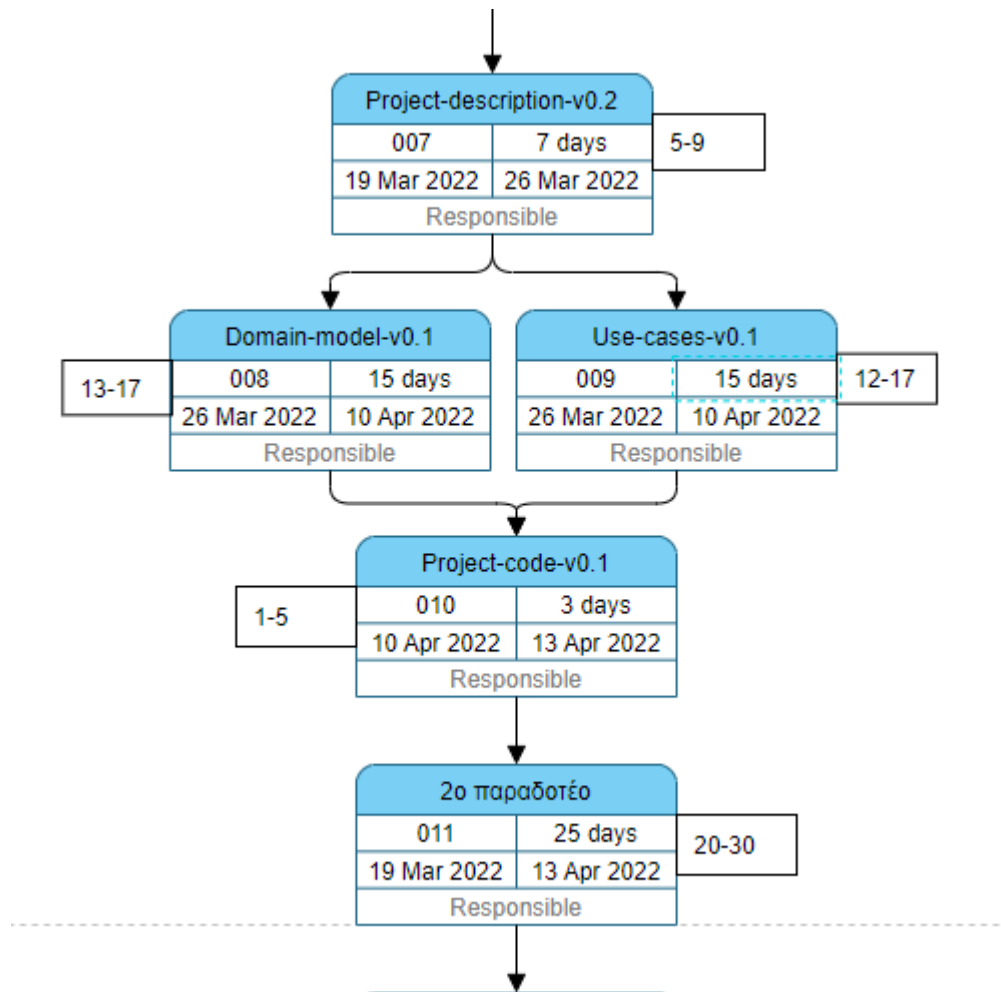 Project-description-v0.2
007 7 days 5-9
19 Mar 2022 26 Mar 2022
Responsible
Domain-model-v0.1
13-17 008 15 days
26 Mar 2022 10 Apr 2022
Responsible
Use-cases-v0.1
009 15 days 12-17
26 Mar 2022 10 Apr 2022
Responsible
Project-code-v0.1
1-5 010 3 days
10 Apr 2022 13 Apr 2022
Responsible
2ο παραδοτέο
011 25 days 20-30
19 Mar 2022 13 Apr 2022
Responsible